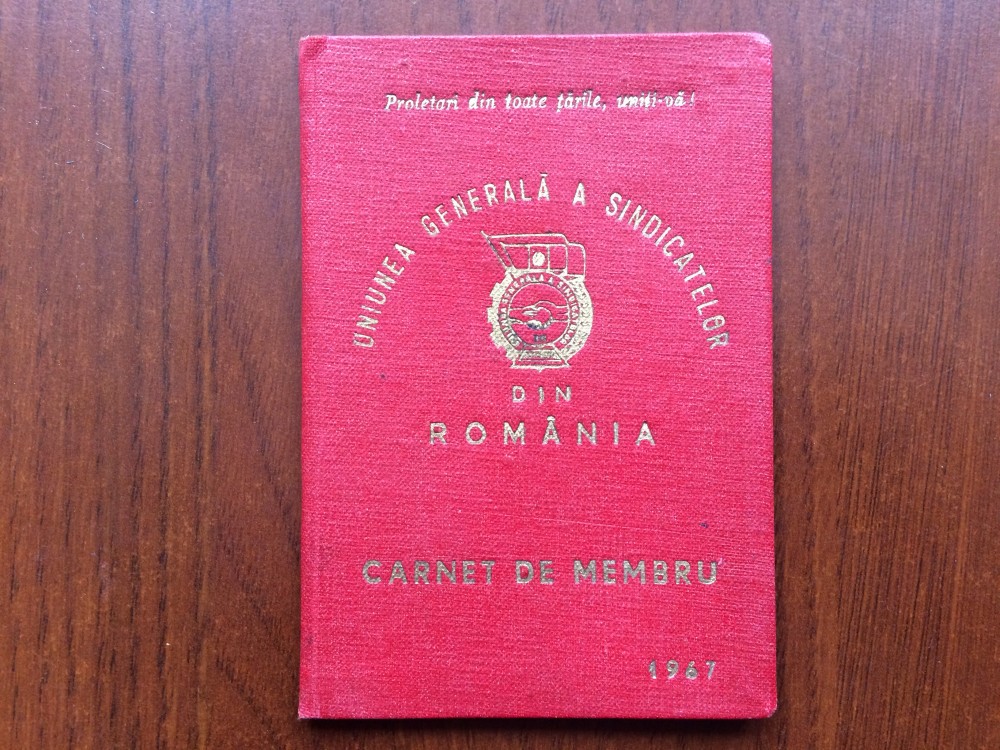 Proletari din toate țările, uniți-vă!
UNIUNEA GENERALĂ A SINDICATELOR
DIN
ROMÂNIA
CARNET DE MEMBRU
1967